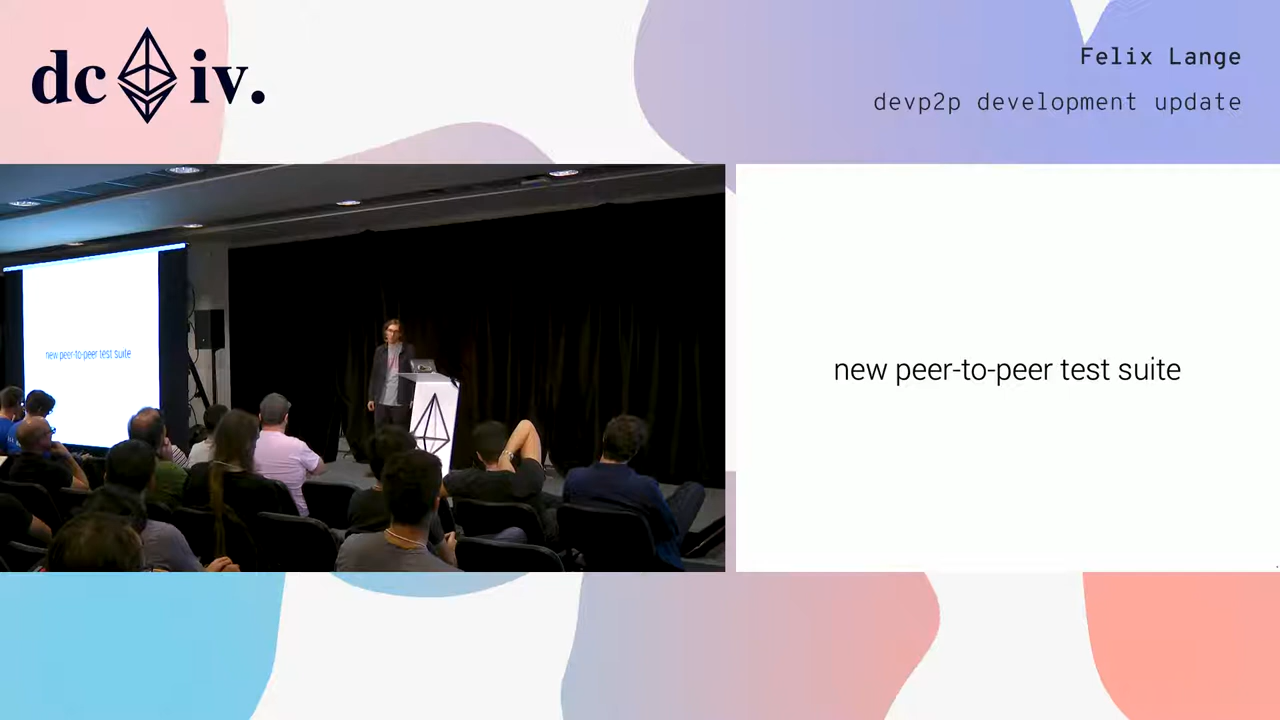 dc iv.
Felix Lange
devp2p development update
new peer-to-peer test suite
new peer-to-peer test suite